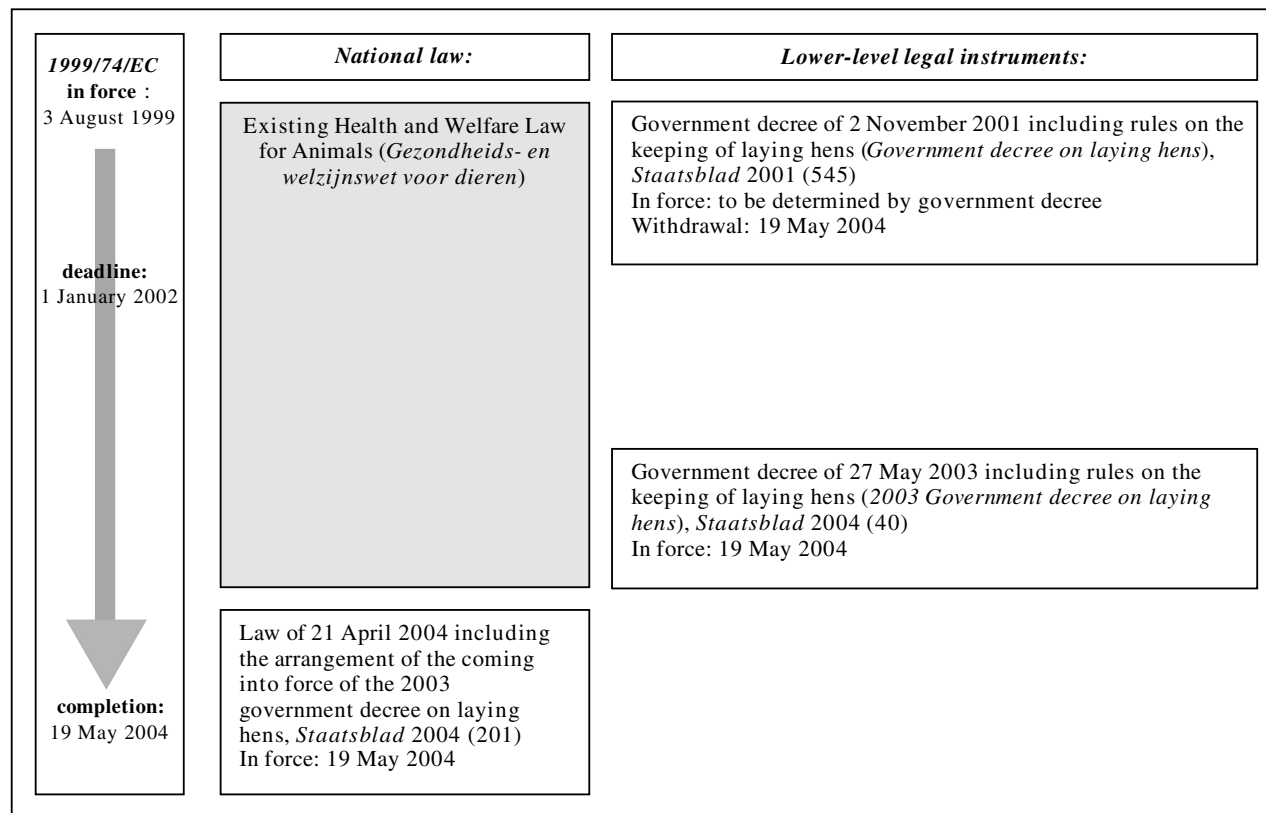 1999/74/EC
in force :
3 August 1999
deadline:
1 January 2002
completion:
19 May 2004
National law:
Existing Health and Welfare Law
for Animals (Gezondheids- en
welzijnswet voor dieren)
Law of 21 April 2004 including
the arrangement of the coming
into force of the 2003
government decree on laying
hens, Staatsblad 2004 (201)
In force: 19 May 2004
Lower-level legal instruments:
Government decree of 2 November 2001 including rules on the
keeping of laying hens (Government decree on laying hens),
Staatsblad 2001 (545)
In force: to be determined by government decree
Withdrawal: 19 May 2004
Government decree of 27 May 2003 including rules on the
keeping of laying hens (2003 Government decree on laying
hens), Staatsblad 2004 (40)
In force: 19 May 2004